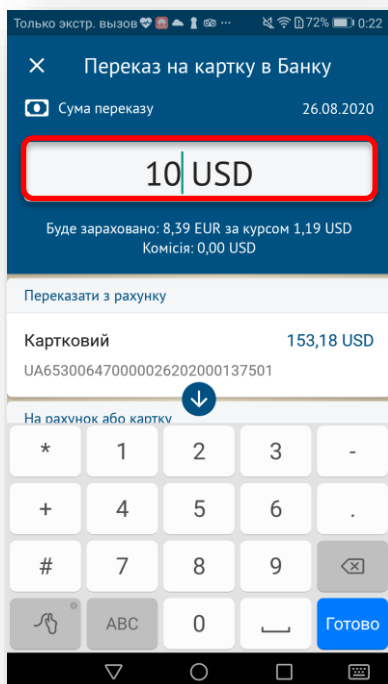 Только экстр. вызов 72% 0:22
Переказ на картку в Банку
Сума переказу 26.08.2020
10 USD
Буде зараховано: 8,39 EUR за курсом 1,19 USD
Комісія: 0,00 USD
Переказати з рахунку
Картковий 153,18 USD
UA653006470000026202000137501
На рахунок або картку
* 1 2 3 -
+ 4 5 6 .
# 7 8 9
ABC 0 Готово